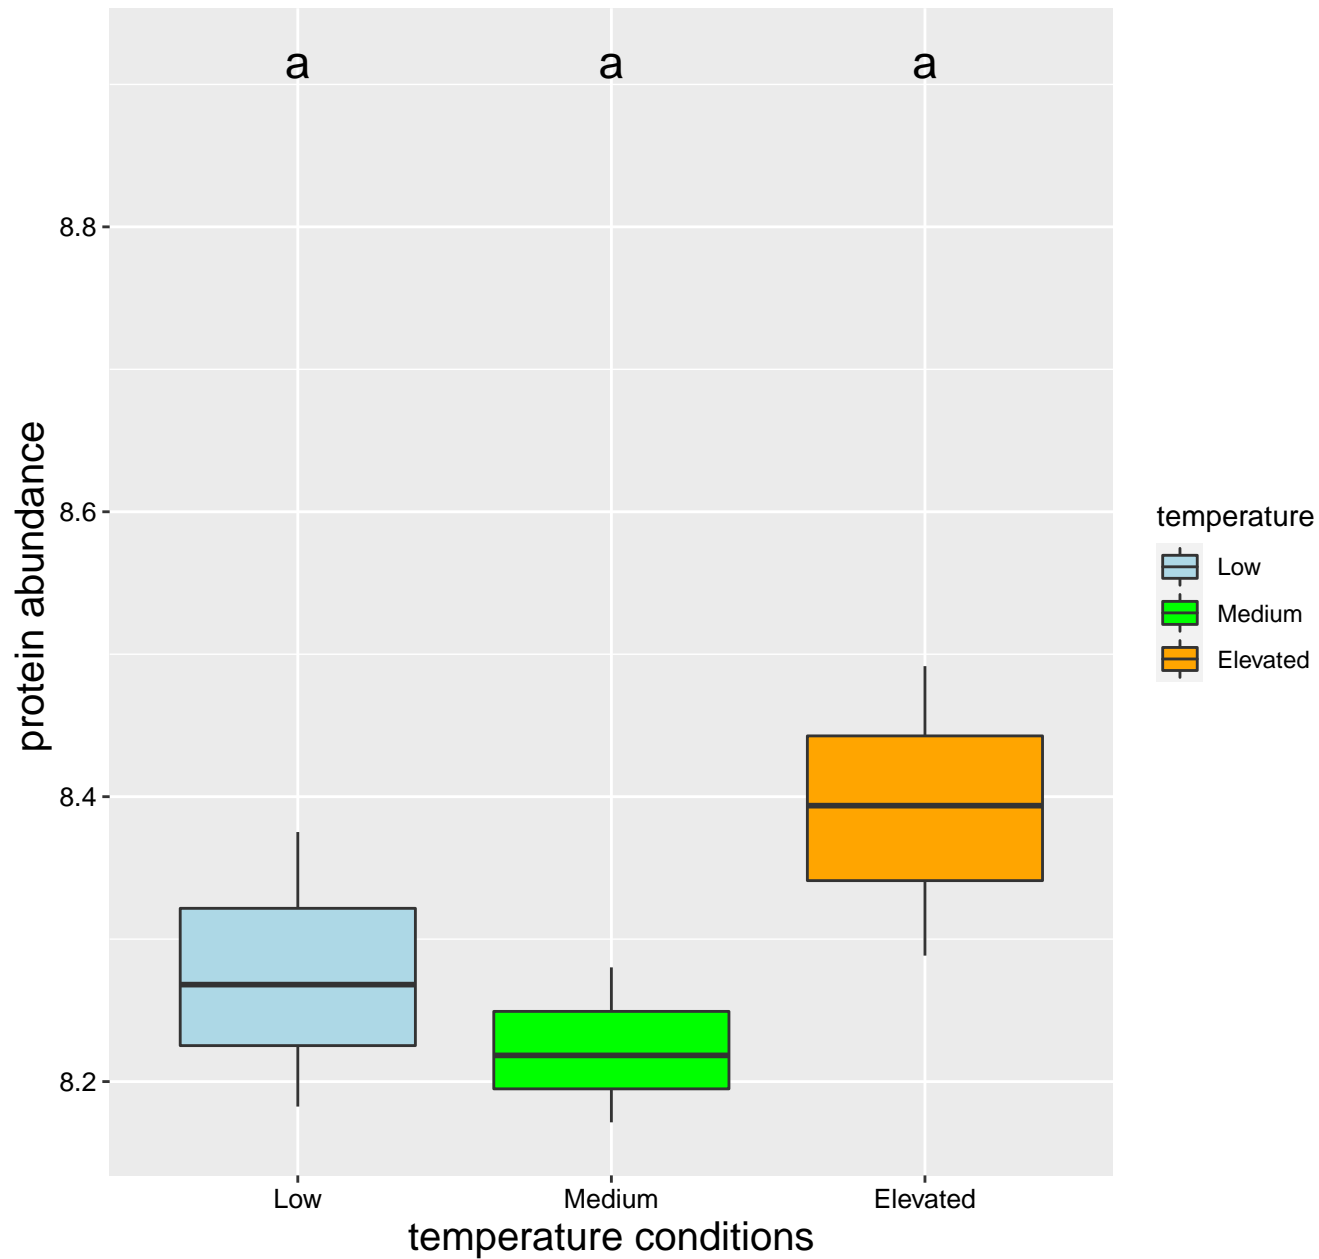 a a a
8.8
8.6
8.4
8.2
protein abundance
Low Medium Elevated
temperature conditions
temperature
Low
Medium
Elevated